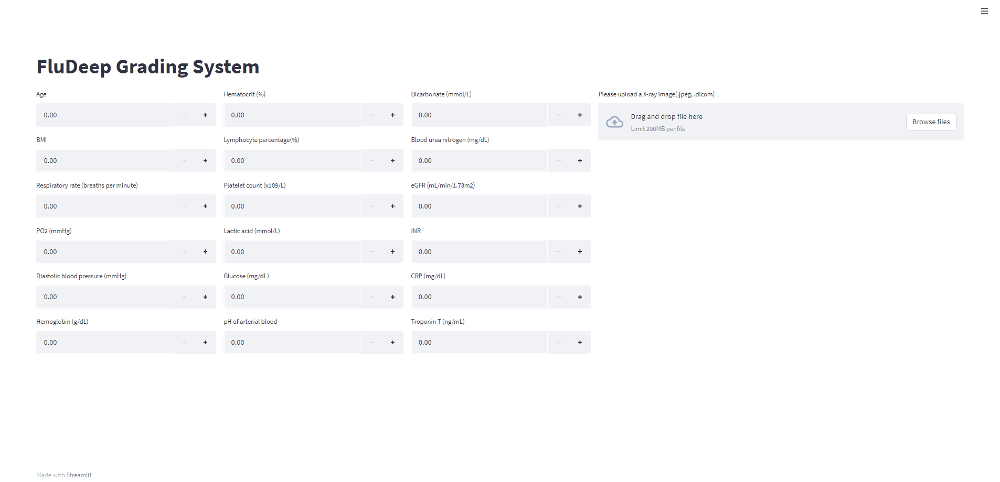 FluDeep Grading System
Age
0.00
BMI
0.00
Respiratory rate (breaths per minute)
0.00
PO2 (mmHg)
0.00
Diastolic blood pressure (mmHg)
0.00
Hemoglobin (g/dL)
0.00
Hematocrit (%)
0.00
Lymphocyte percentage(%)
0.00
Platelet count (x109/L)
0.00
Lactic acid (mmol/L)
0.00
Glucose (mg/dL)
0.00
pH of arterial blood
0.00
Bicarbonate (mmol/L)
0.00
Blood urea nitrogen (mg/dL)
0.00
eGFR (mL/min/1.73m2)
0.00
INR
0.00
CRP (mg/dL)
0.00
Troponin T (ng/mL)
0.00
Please upload a X-ray image(.jpeg, .dicom)：
Drag and drop file here
Limit 200MB per file
Browse files
Made with Streamlit